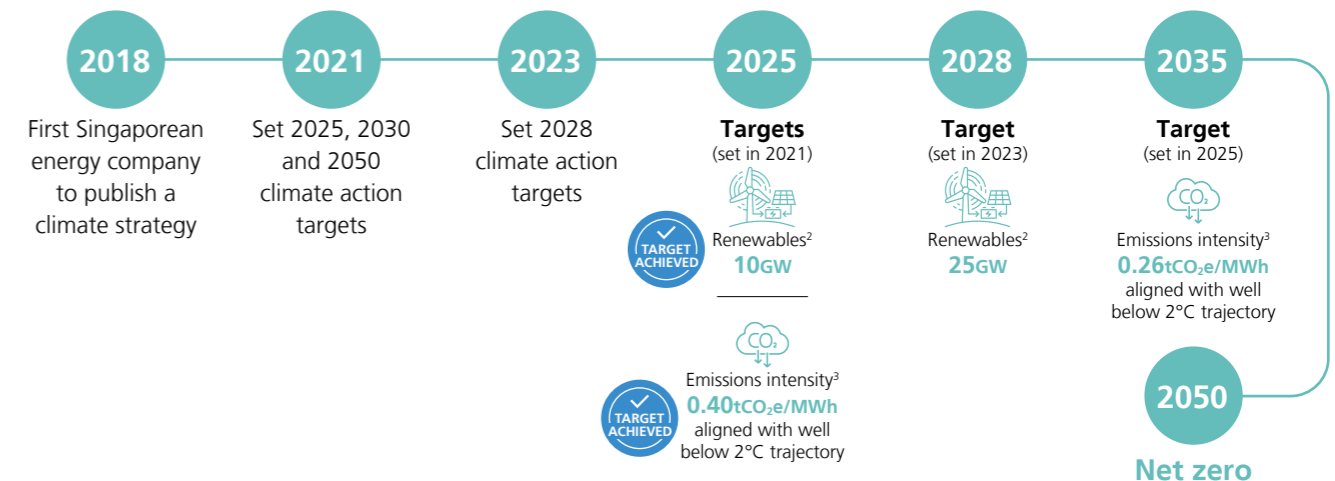 2018
First Singaporean
energy company
to publish a
climate strategy
2021
Set 2025, 2030
and 2050
climate action
targets
2023
Set 2028
climate action
targets
2025
Targets
(set in 2021)
TARGET
ACHIEVED
Renewables²
10GW
TARGET
ACHIEVED
CO₂
Emissions intensity³
0.40tCO₂e/MWh
aligned with well
below 2°C trajectory
2028
Target
(set in 2023)
Renewables²
25GW
2035
Target
(set in 2025)
CO₂
Emissions intensity³
0.26tCO₂e/MWh
aligned with well
below 2°C trajectory
2050
Net zero